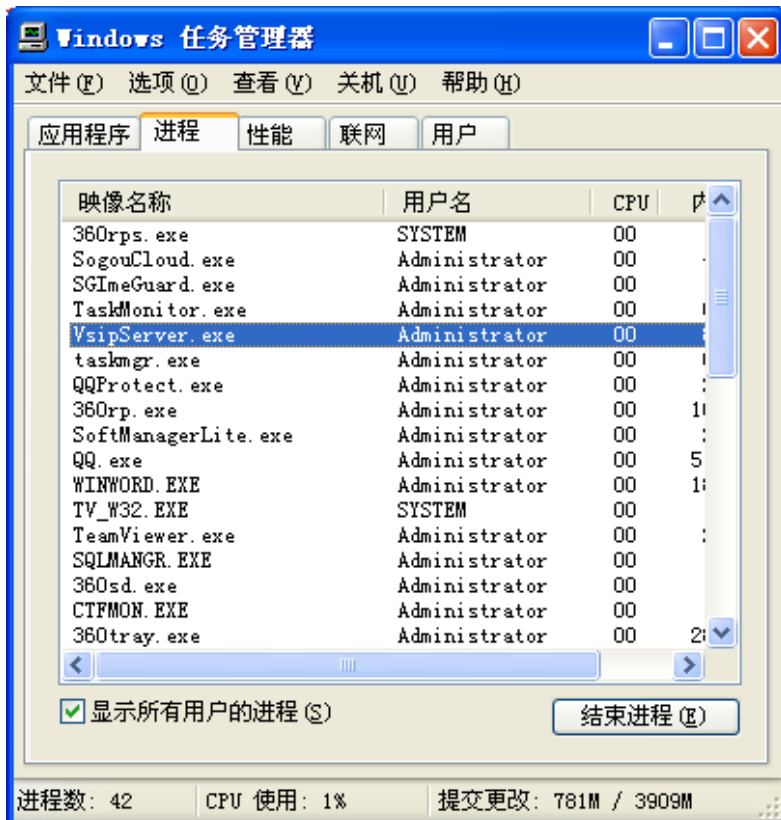 Windows 任务管理器
文件(F) 选项(O) 查看(V) 关机(U) 帮助(H)
应用程序 进程 性能 联网 用户
映像名称 用户名 CPU
360rps.exe SYSTEM 00
SogouCloud.exe Administrator 00
SGImeGuard.exe Administrator 00
TaskMonitor.exe Administrator 00
VsipServer.exe Administrator 00
taskmgr.exe Administrator 00
QQProtect.exe Administrator 00
360rp.exe Administrator 00
SoftManagerLite.exe Administrator 00
QQ.exe Administrator 00
WINWORD.EXE Administrator 00
TV_W32.EXE SYSTEM 00
TeamViewer.exe Administrator 00
SQLMANGR.EXE Administrator 00
360sd.exe Administrator 00
CTFMON.EXE Administrator 00
360tray.exe Administrator 00
显示所有用户的进程(S) 结束进程(E)
进程数: 42 CPU 使用: 1% 提交更改: 781M / 3909M